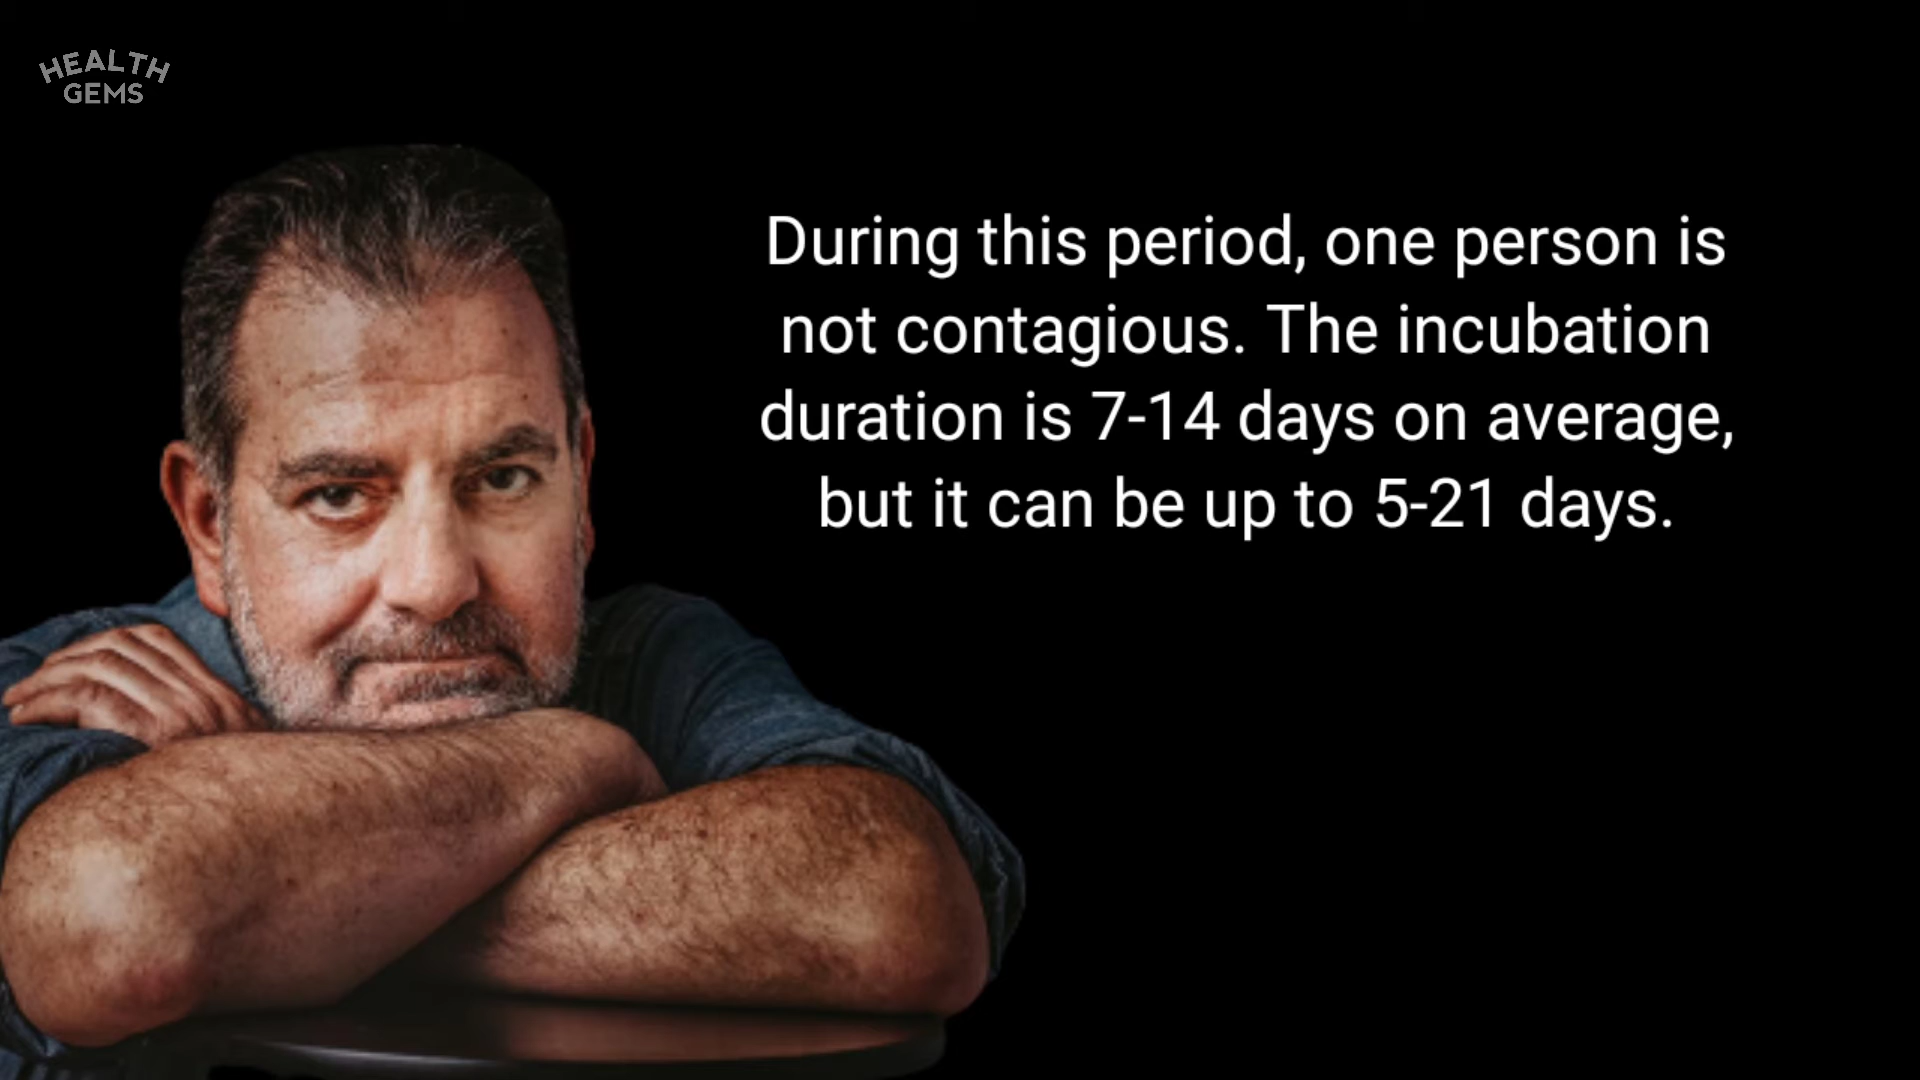 HEALTH
GEMS
During this period, one person is
not contagious. The incubation
duration is 7-14 days on average,
but it can be up to 5-21 days.